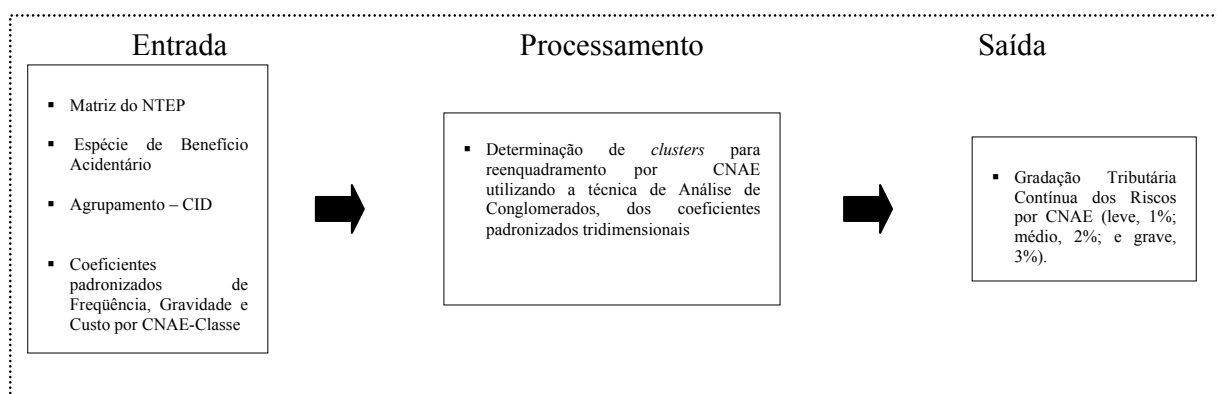 Entrada
Processamento
Saída
▪ Matriz do NTEP
▪ Espécie de Benefício
Acidentário
▪ Agrupamento – CID
▪ Coeficientes
padronizados de
Freqüência, Gravidade e
Custo por CNAE-Classe
▪ Determinação de clusters para
reenquadramento por CNAE
utilizando a técnica de Análise de
Conglomerados, dos coeficientes
padronizados tridimensionais
▪ Gradação Tributária
Contínua dos Riscos
por CNAE (leve, 1%;
médio, 2%; e grave,
3%).